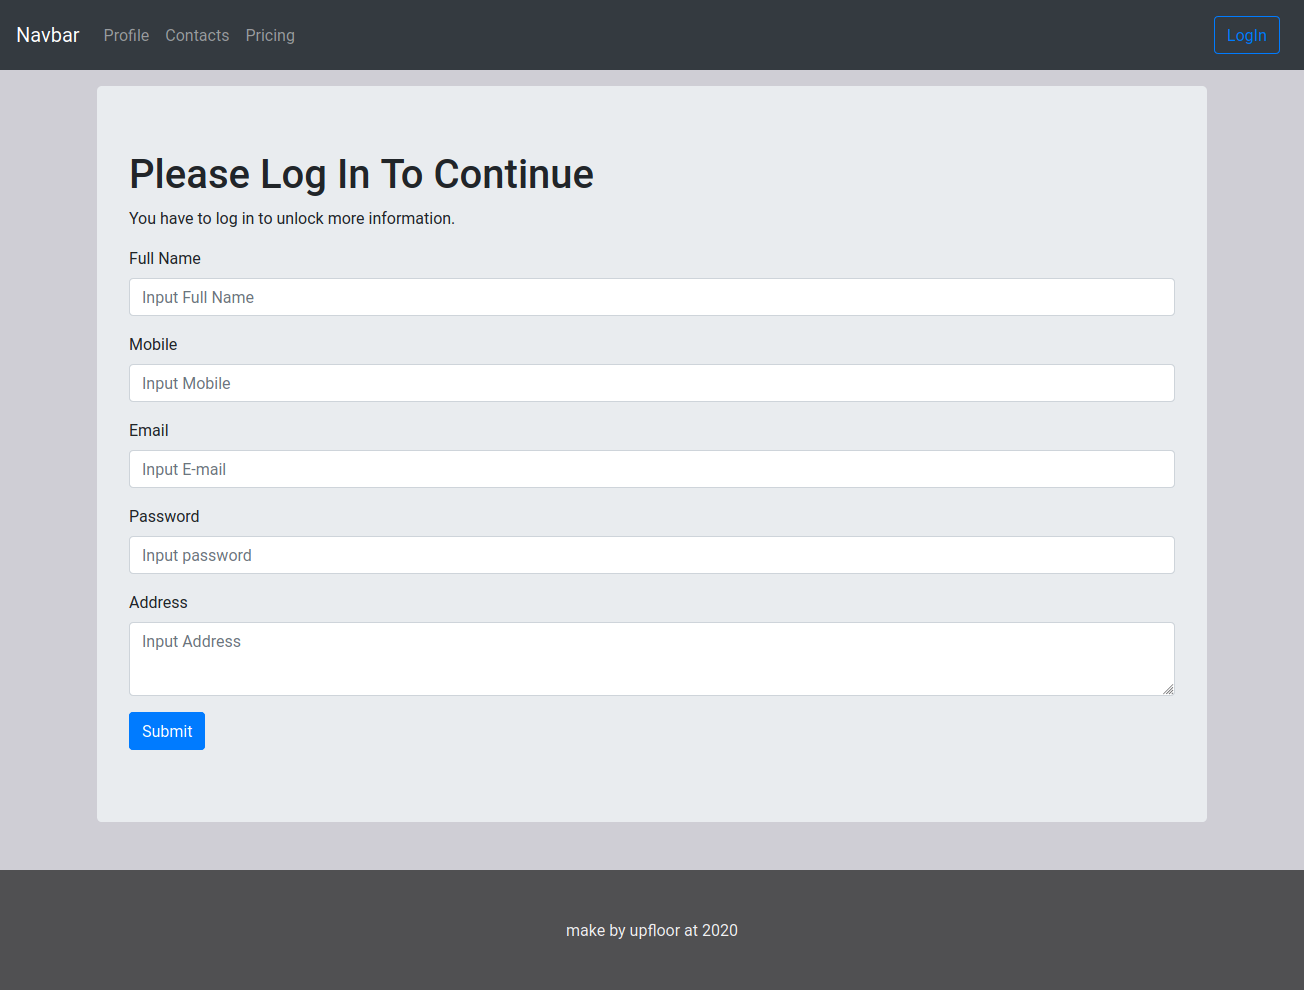 Navbar Profile Contacts Pricing LogIn
Please Log In To Continue
You have to log in to unlock more information.
Full Name
Input Full Name
Mobile
Input Mobile
Email
Input E-mail
Password
Input password
Address
Input Address
Submit
make by upfloor at 2020